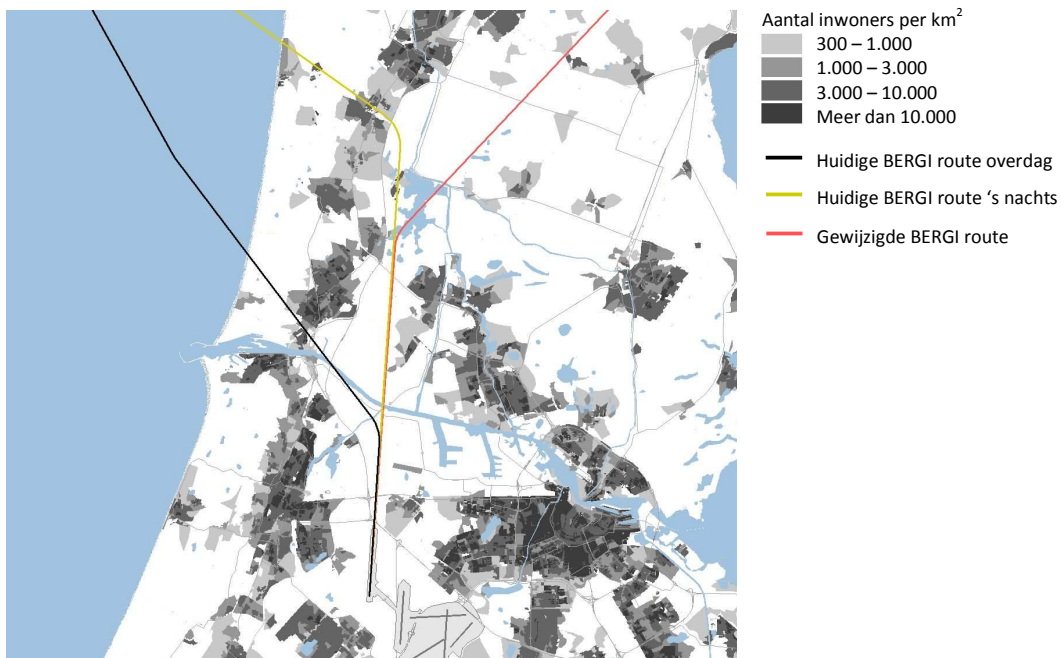 Aantal inwoners per km²
300 – 1.000
1.000 – 3.000
3.000 – 10.000
Meer dan 10.000
Huidige BERGI route overdag
Huidige BERGI route ‘s nachts
Gewijzigde BERGI route